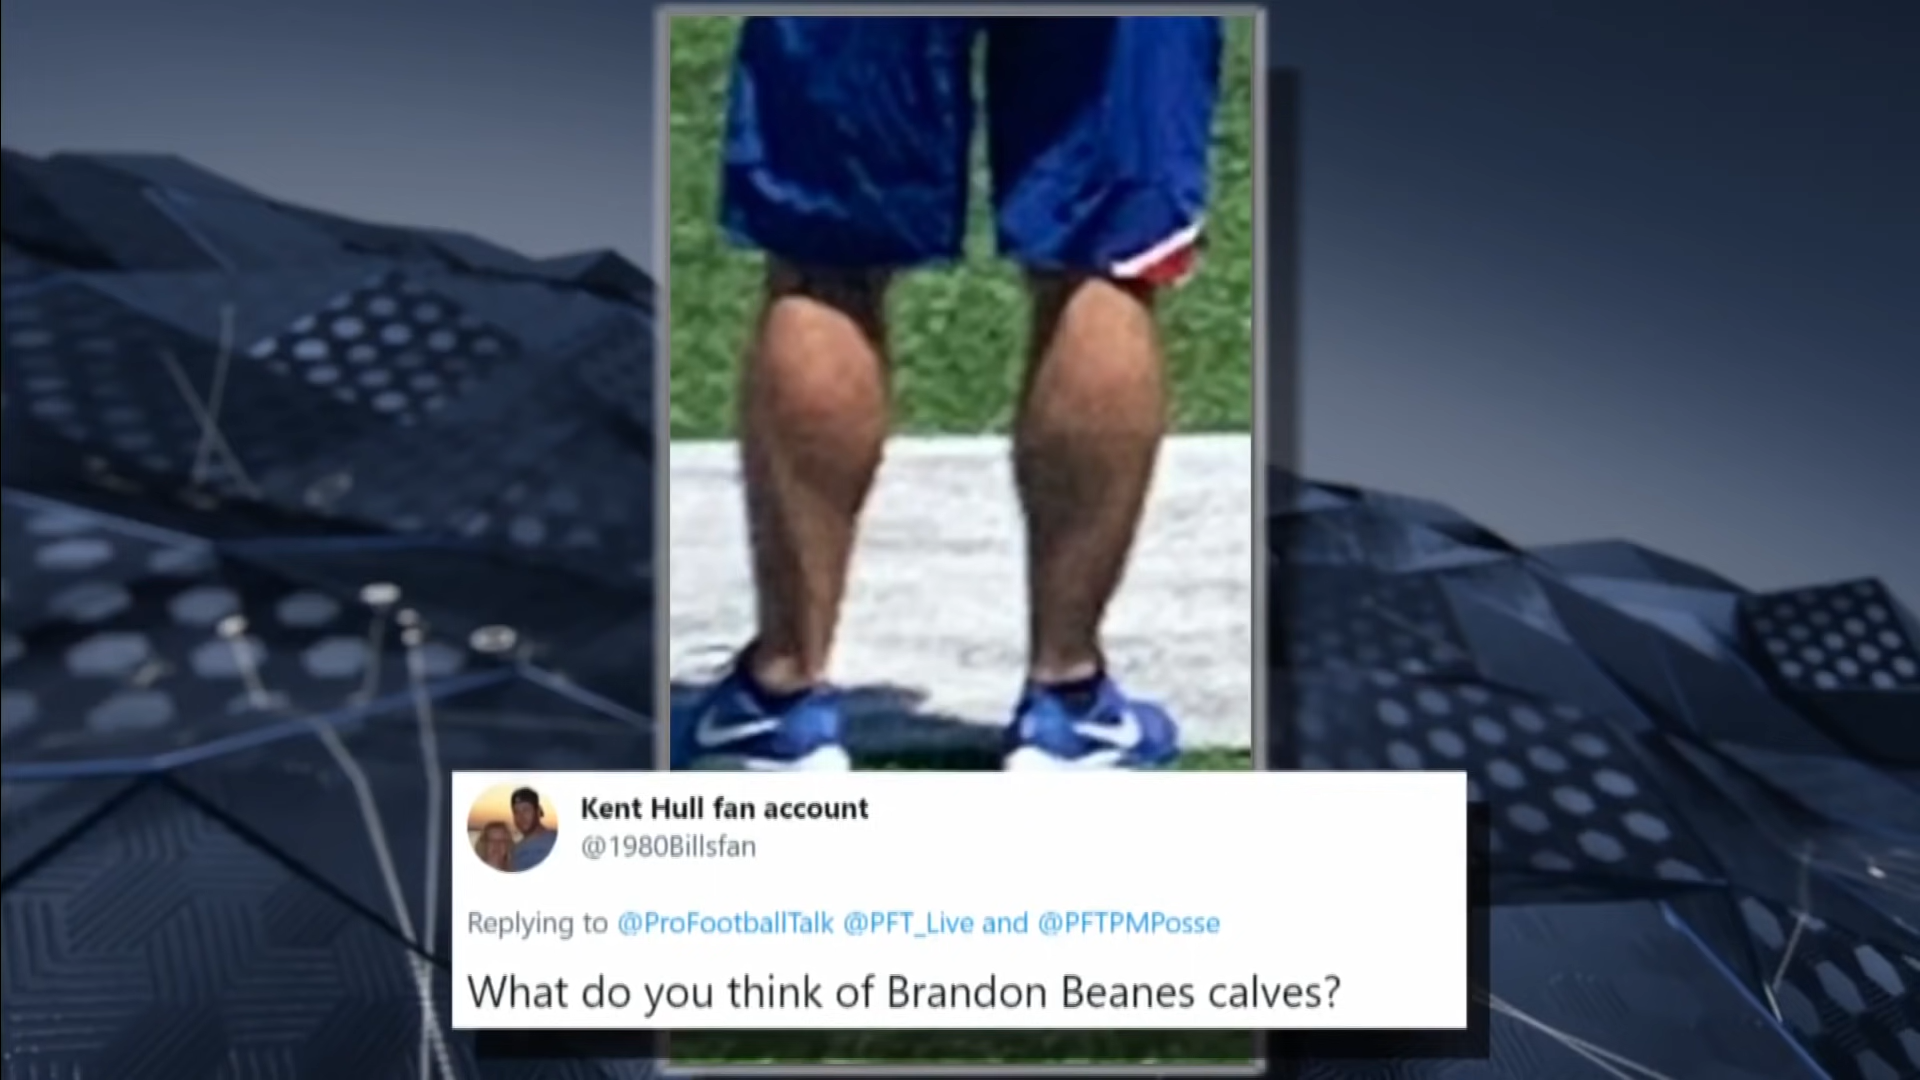 Kent Hull fan account
@1980Billsfan
Replying to @ProFootballTalk @PFT_Live and @PFTPMPosse
What do you think of Brandon Beanes calves?